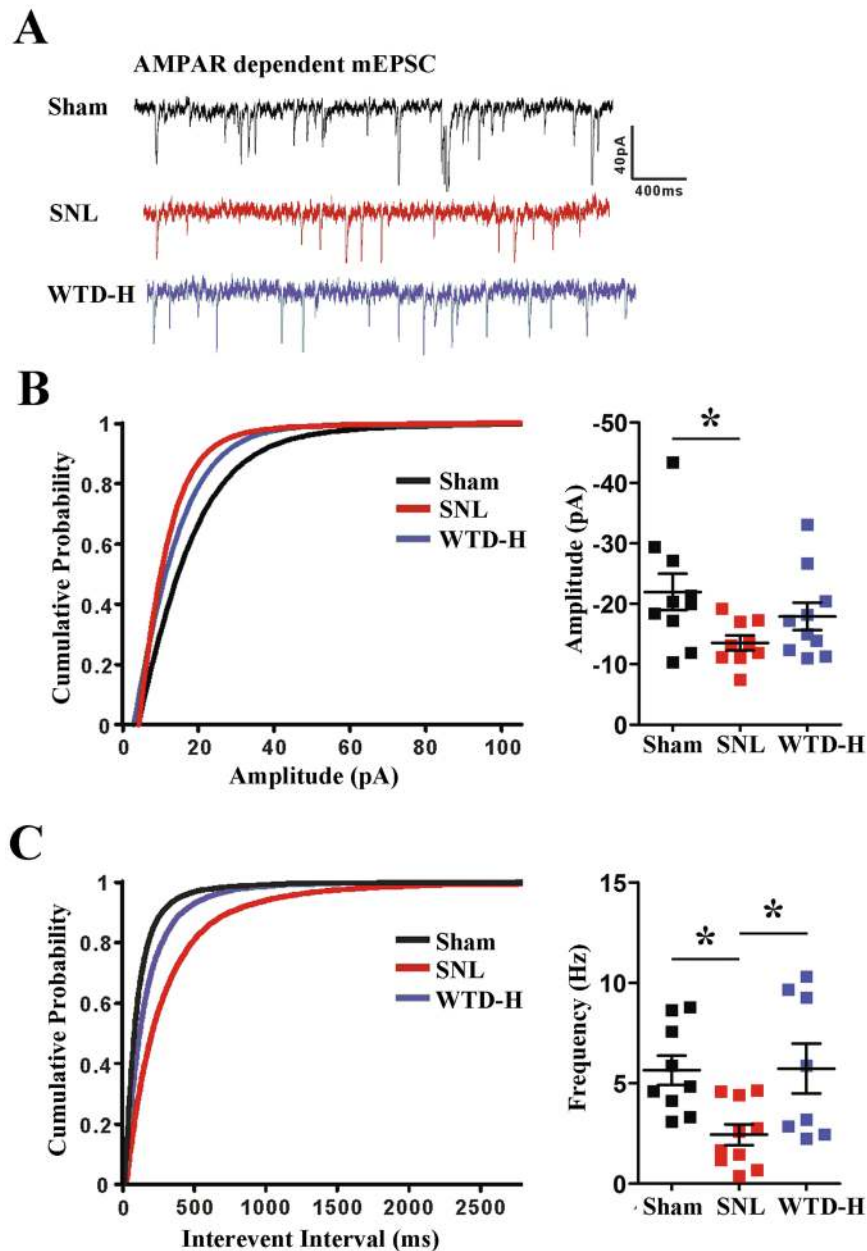 A
AMPAR dependent mEPSC
Sham
40pA
400ms
SNL
WTD-H
B
1
0.8
0.6
0.4
0.2
0
0 20 40 60 80 100
Cumulative Probability
Amplitude (pA)
Sham
SNL
WTD-H
-50
-40
-30
-20
-10
0
Amplitude (pA)
*
Sham SNL WTD-H
C
1
0.8
0.6
0.4
0.2
0
0 500 1000 1500 2000 2500
Cumulative Probability
Interevent Interval (ms)
Sham
SNL
WTD-H
15
10
5
0
Frequency (Hz)
* *
Sham SNL WTD-H